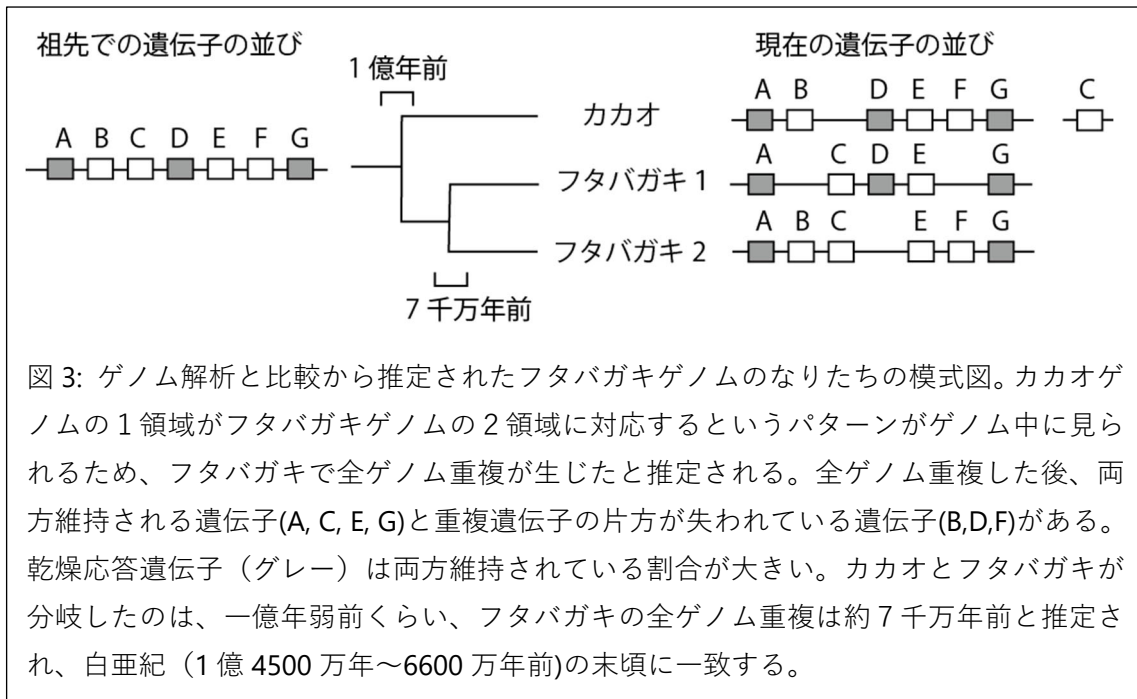 祖先での遺伝子の並び
現在の遺伝子の並び
1億年前
A B C D E F G
カカオ
A B D E F G C
フタバガキ1
A C D E G
フタバガキ2
A B C E F G
7千万年前
図3: ゲノム解析と比較から推定されたフタバガキゲノムのなりたちの模式図。カカオゲ
ノムの1領域がフタバガキゲノムの2領域に対応するというパターンがゲノム中に見ら
れるため、フタバガキで全ゲノム重複が生じたと推定される。全ゲノム重複した後、両
方維持される遺伝子(A, C, E, G)と重複遺伝子の片方が失われている遺伝子(B,D,F)がある。
乾燥応答遺伝子（グレー）は両方維持されている割合が大きい。カカオとフタバガキが
分岐したのは、一億年弱前くらい、フタバガキの全ゲノム重複は約7千万年前と推定さ
れ、白亜紀（1億4500万年～6600万年前)の末頃に一致する。